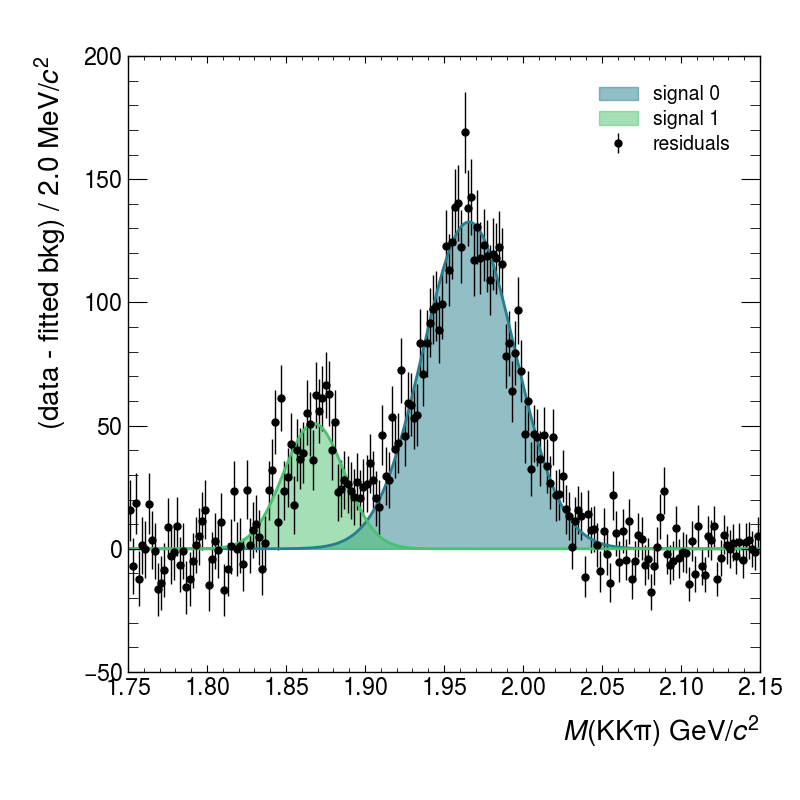 (data - fitted bkg) / 2.0 MeV/c²
200
150
100
50
0
−50
signal 0
signal 1
residuals
1.75 1.80 1.85 1.90 1.95 2.00 2.05 2.10 2.15
M(KKπ) GeV/c²